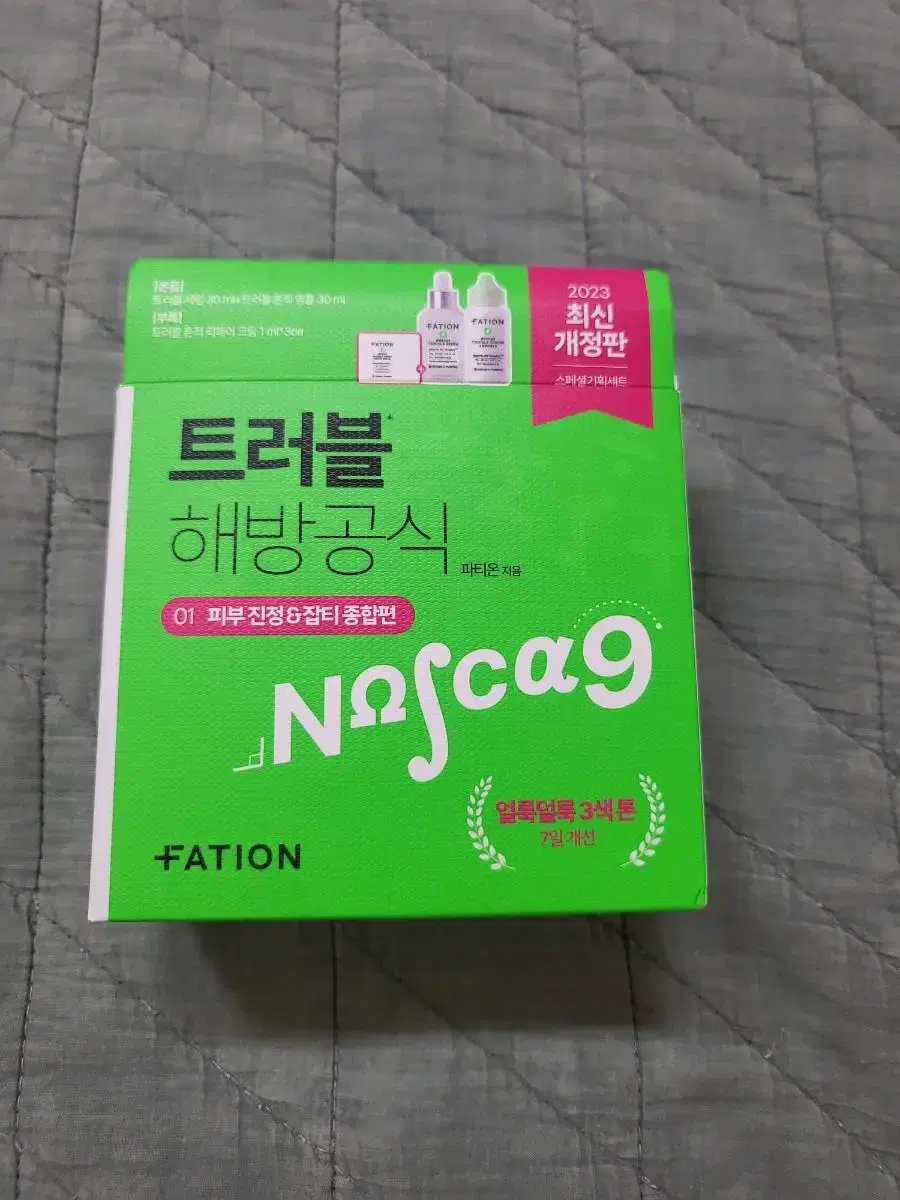 [본품]
트러블 세럼 30 ml+ 트러블 흔적 앰플 30 ml
[부록]
트러블 흔적 리페어 크림 1 ml*3ea
FATION
FATION
FATION
2023
최신
개정판
스페셜기획세트
트러블*
해방공식
파티온 지음
01 피부 진정&잡티 종합편
NΩſcα9
얼룩덜룩 3색 톤
7일 개선
FATION